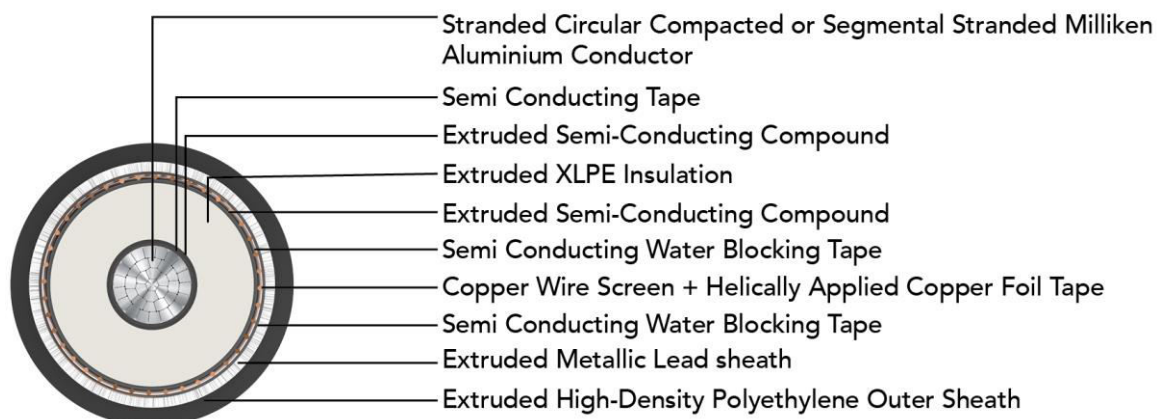 Stranded Circular Compacted or Segmental Stranded Milliken
Aluminium Conductor
Semi Conducting Tape
Extruded Semi-Conducting Compound
Extruded XLPE Insulation
Extruded Semi-Conducting Compound
Semi Conducting Water Blocking Tape
Copper Wire Screen + Helically Applied Copper Foil Tape
Semi Conducting Water Blocking Tape
Extruded Metallic Lead sheath
Extruded High-Density Polyethylene Outer Sheath